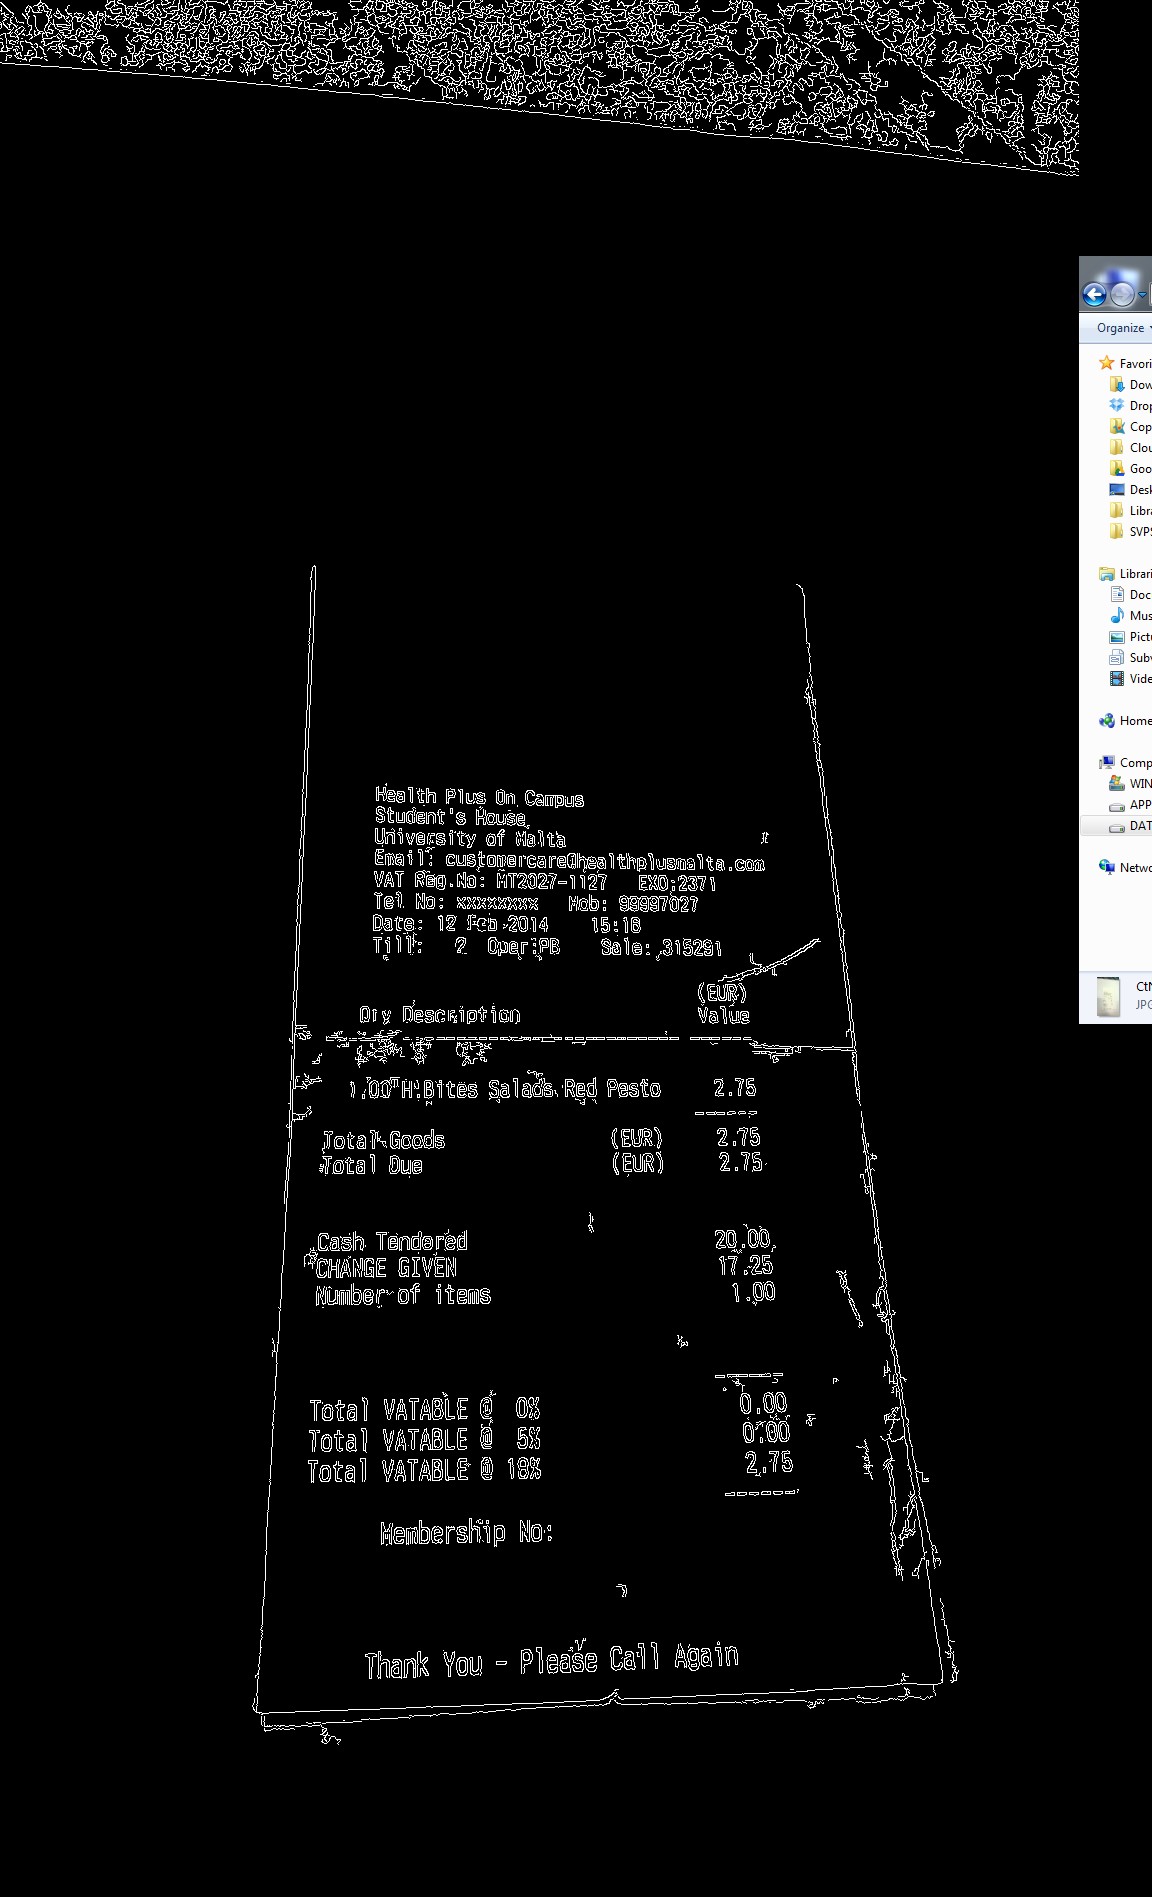 Health Plus On Campus
Student's House,
University of Malta
Email: customercare@healthplusmalta.com
VAT Reg.No: MT2027-1127 EXO:2371
Tel No: xxxxxxxx Mob: 99997027
Date: 12 Feb 2014 15:16
Till: 2 Oper:PB Sale: 315291
(EUR)
Qty Description Value
1.00 H.Bites Salads Red Pesto 2.75
Total Goods (EUR) 2.75
Total Due (EUR) 2.75
Cash Tendered 20.00
CHANGE GIVEN 17.25
Number of items 1.00
Total VATABLE @ 0% 0.00
Total VATABLE @ 5% 0.00
Total VATABLE @ 18% 2.75
Membership No:
Thank You - Please Call Again
Organize
Favori
Dow
Drop
Cop
Clou
Goo
Desk
Libra
SVPS
Librari
Doc
Mus
Pictu
Subv
Vide
Home
Comp
WIN
APP
DAT
Netwo
CtN
JPG